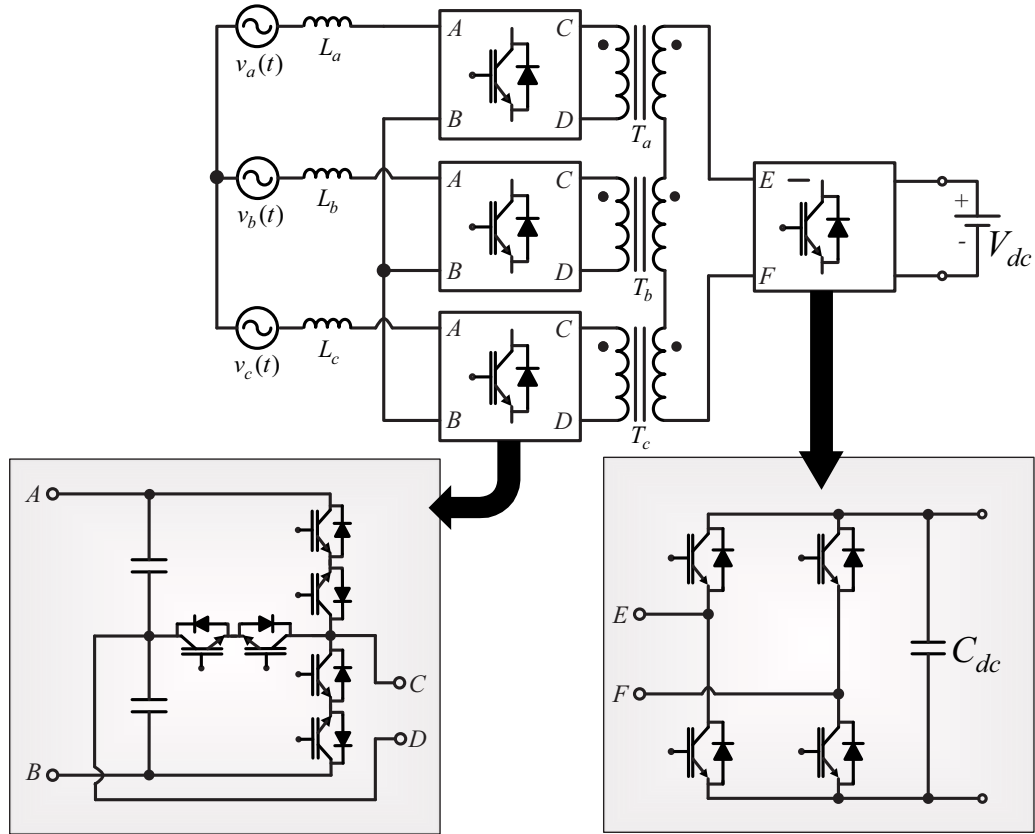 A C
v_a(t) L_a
B D
T_a
A C
v_b(t) L_b
B D
T_b
A C
v_c(t) L_c
B D
T_c
E
F
+
-
V_dc
A
B
C
D
E
F
C_dc